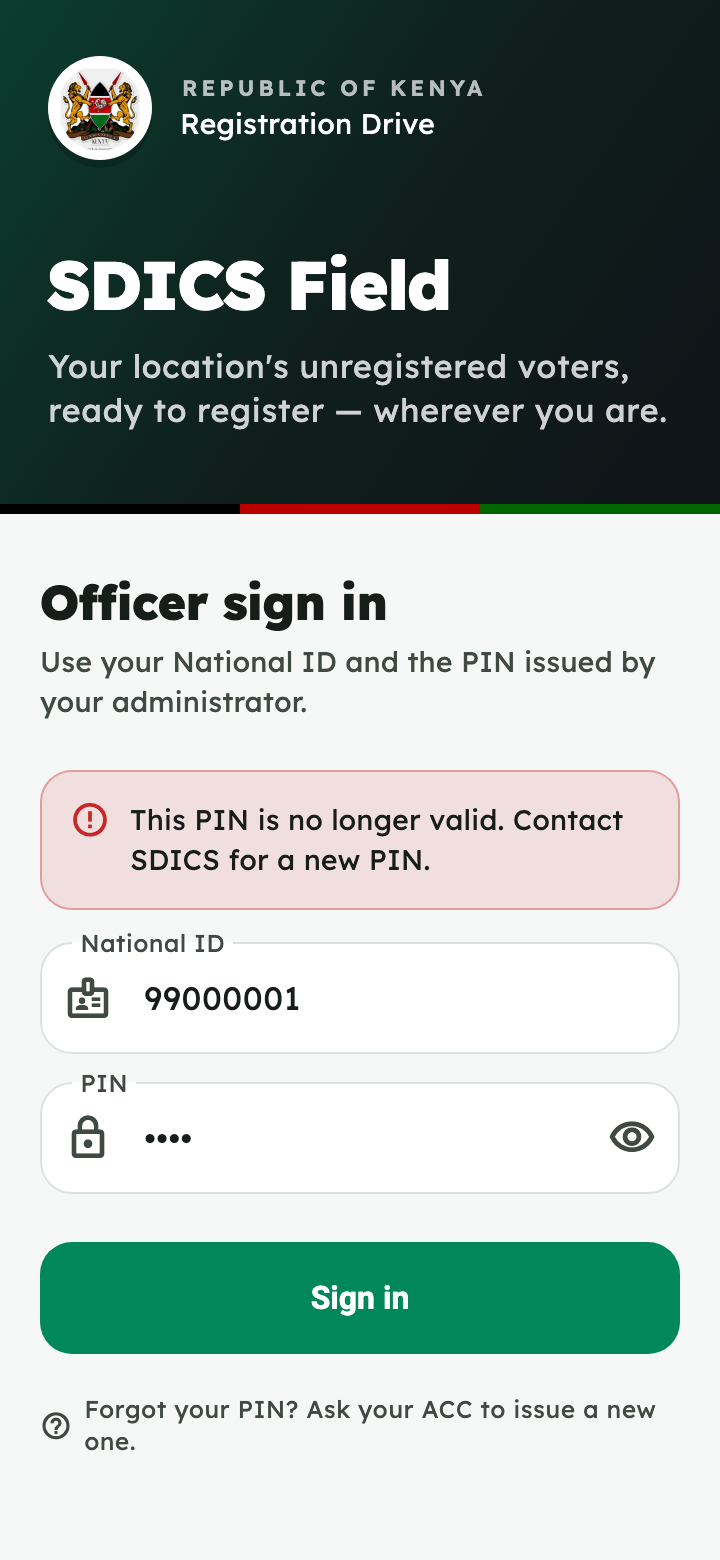 REPUBLIC OF KENYA
Registration Drive
SDICS Field
Your location's unregistered voters,
ready to register — wherever you are.
Officer sign in
Use your National ID and the PIN issued by
your administrator.
This PIN is no longer valid. Contact
SDICS for a new PIN.
National ID
99000001
PIN
••••
Sign in
Forgot your PIN? Ask your ACC to issue a new
one.